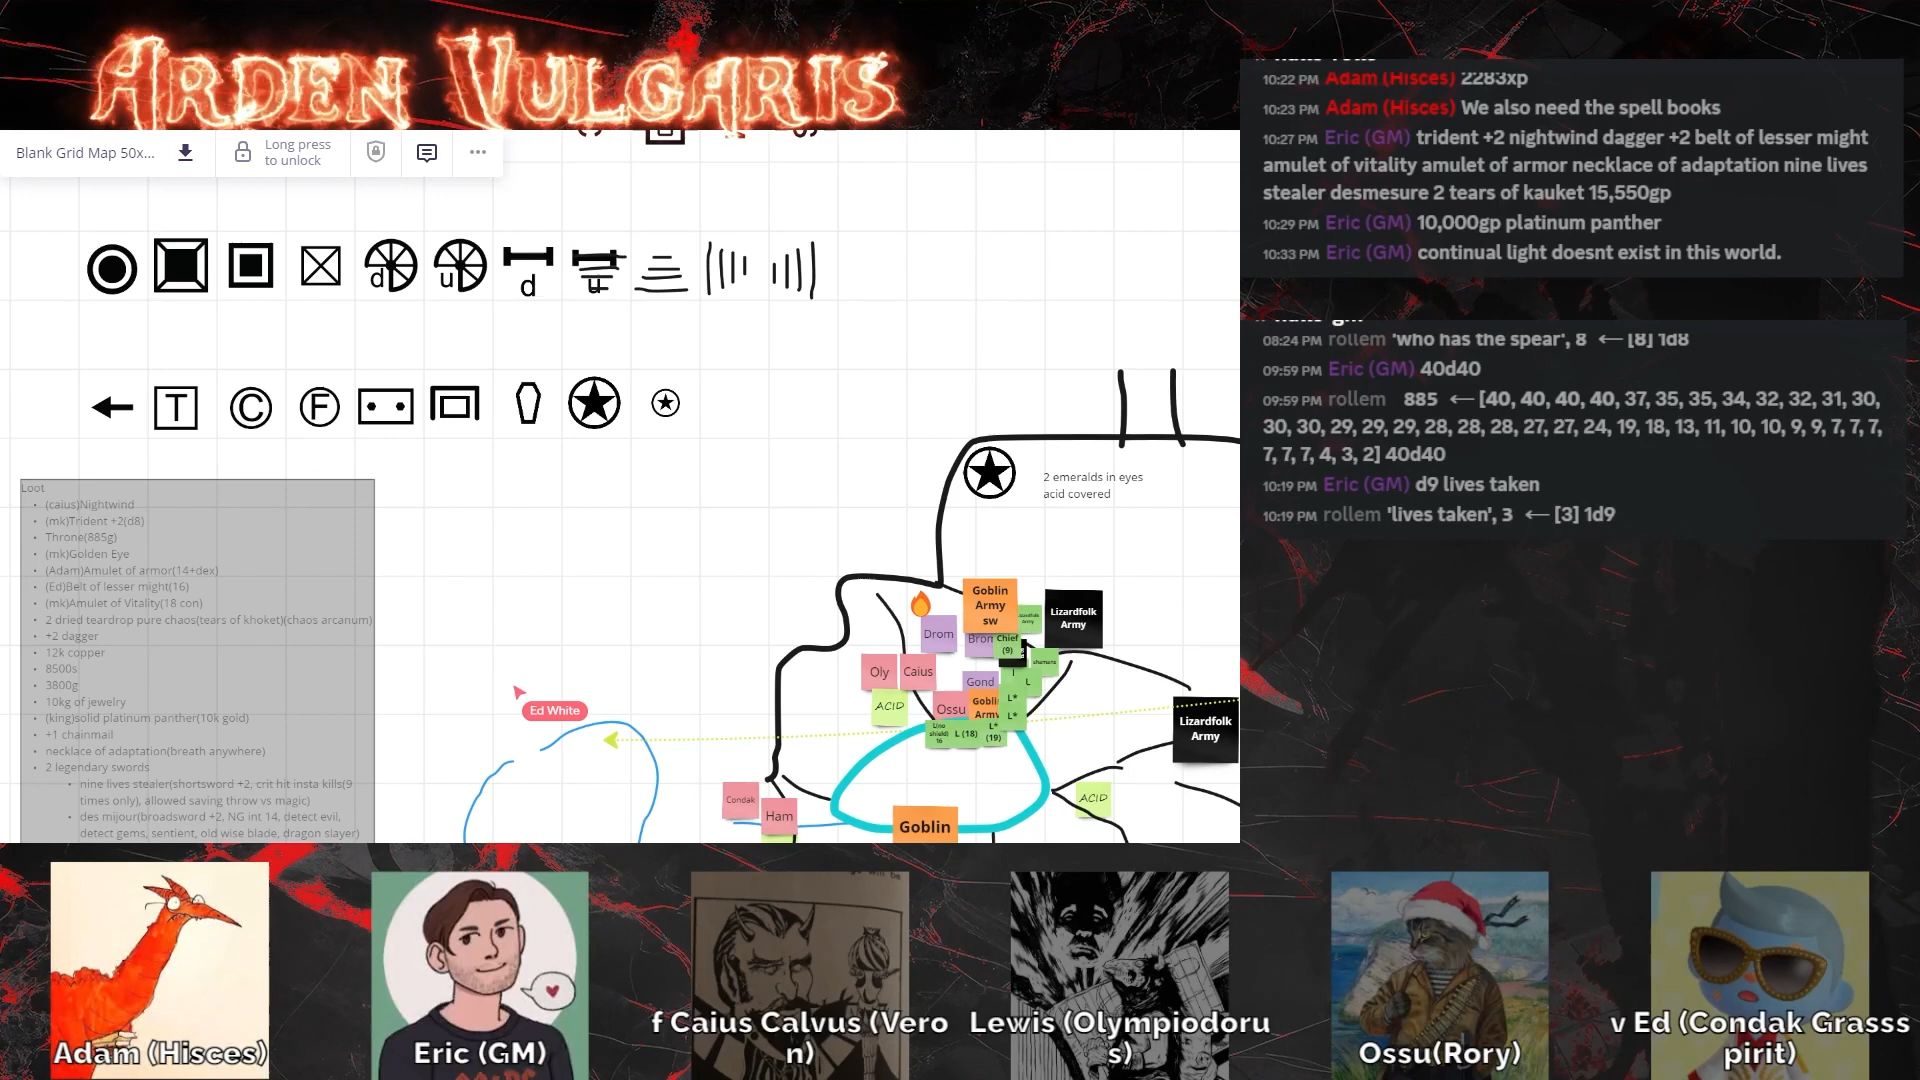 ARDEN VULGARIS
Blank Grid Map 50x...
Long press
to unlock
d
u
d
u
T
C
F
2 emeralds in eyes
acid covered
Loot
(caius)Nightwind
(mk)Trident +2(d8)
Throne(885g)
(mk)Golden Eye
(Adam)Amulet of armor(14+dex)
(Ed)Belt of lesser might(16)
(mk)Amulet of Vitality(18 con)
2 dried teardrop pure chaos(tears of khoket)(chaos arcanum)
+2 dagger
12k copper
8500s
3800g
10kg of jewelry
(king)solid platinum panther(10k gold)
+1 chainmail
necklace of adaptation(breath anywhere)
2 legendary swords
nine lives stealer(shortsword +2, crit hit insta kills(9
times only), allowed saving throw vs magic)
des mijour(broadsword +2, NG int 14, detect evil,
detect gems, sentient, old wise blade, dragon slayer)
Ed White
Goblin
Army
sw
Lizardfolk
Army
Lizardfolk
Army
Drom
Brom
Chief
(9)
shamans
Oly
Caius
Gond
L
L
ACID
Ossu
Goblin
Army
L*
L*
L(no
shield)
16
L (18)
L*
(19)
Lizardfolk
Army
Condak
Ham
ACID
Goblin
10:22 PM Adam (Hisces) 2283xp
10:23 PM Adam (Hisces) We also need the spell books
10:27 PM Eric (GM) trident +2 nightwind dagger +2 belt of lesser might
amulet of vitality amulet of armor necklace of adaptation nine lives
stealer desmesure 2 tears of kauket 15,550gp
10:29 PM Eric (GM) 10,000gp platinum panther
10:33 PM Eric (GM) continual light doesnt exist in this world.
08:24 PM rollem 'who has the spear', 8 ⟵ [8] 1d8
09:59 PM Eric (GM) 40d40
09:59 PM rollem 885 ⟵ [40, 40, 40, 40, 37, 35, 35, 34, 32, 32, 31, 30,
30, 30, 29, 29, 29, 28, 28, 28, 27, 27, 24, 19, 18, 13, 11, 10, 10, 9, 9, 7, 7, 7,
7, 7, 7, 4, 3, 2] 40d40
10:19 PM Eric (GM) d9 lives taken
10:19 PM rollem 'lives taken', 3 ⟵ [3] 1d9
Adam (Hisces)
Eric (GM)
f Caius Calvus (Vero
n)
Lewis (Olympiodoru
s)
Ossu(Rory)
v Ed (Condak Grasss
pirit)